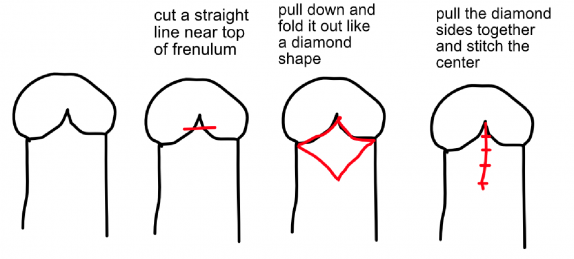 cut a straight
line near top
of frenulum
pull down and
fold it out like
a diamond
shape
pull the diamond
sides together
and stitch the
center